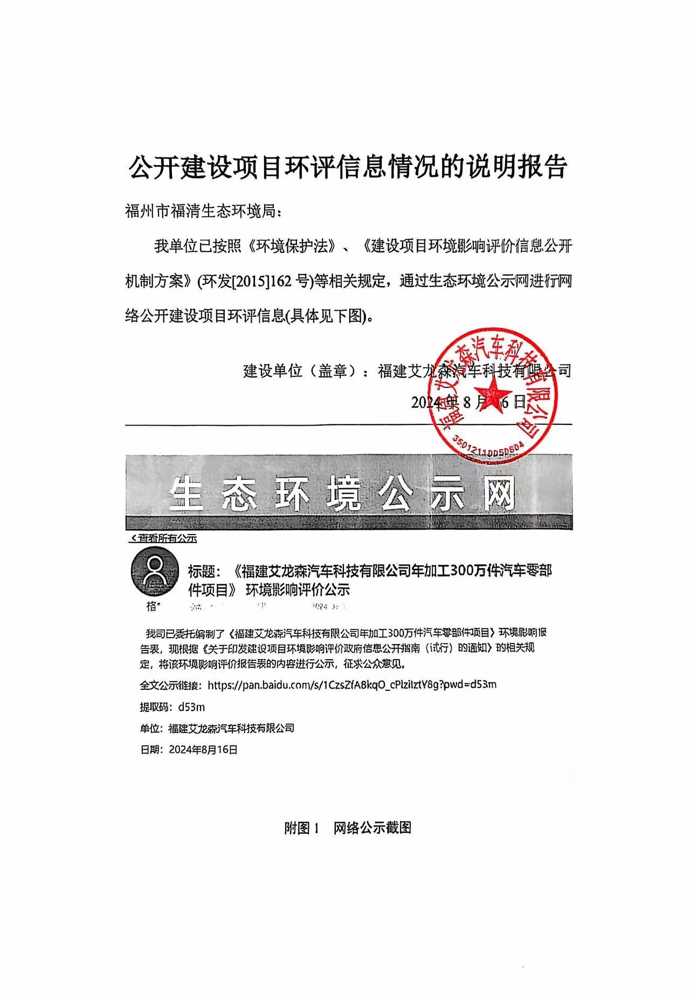 公开建设项目环评信息情况的说明报告
福州市福清生态环境局：
我单位已按照《环境保护法》、《建设项目环境影响评价信息公开
机制方案》(环发[2015]162 号)等相关规定，通过生态环境公示网进行网
络公开建设项目环评信息(具体见下图)。
建设单位（盖章）：福建艾龙森汽车科技有限公司
2024 年 8 月 16 日
福建艾龙森汽车科技有限公司
35012110050604
生态环境公示网
<查看所有公示
标题：《福建艾龙森汽车科技有限公司年加工300万件汽车零部
件项目》 环境影响评价公示
格"
我司已委托编制了《福建艾龙森汽车科技有限公司年加工300万件汽车零部件项目》环境影响报
告表，现根据《关于印发建设项目环境影响评价政府信息公开指南（试行）的通知》的相关规
定，将该环境影响评价报告表的内容进行公示，征求公众意见。
全文公示链接：https://pan.baidu.com/s/1CzsZfA8kqO_cPlziIztY8g?pwd=d53m
提取码：d53m
单位：福建艾龙森汽车科技有限公司
日期：2024年8月16日
附图 1 网络公示截图